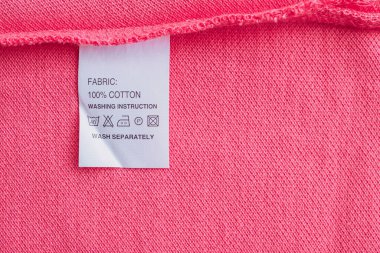 FABRIC:
100% COTTON
WASHING INSTRUCTION
WASH SEPARATELY